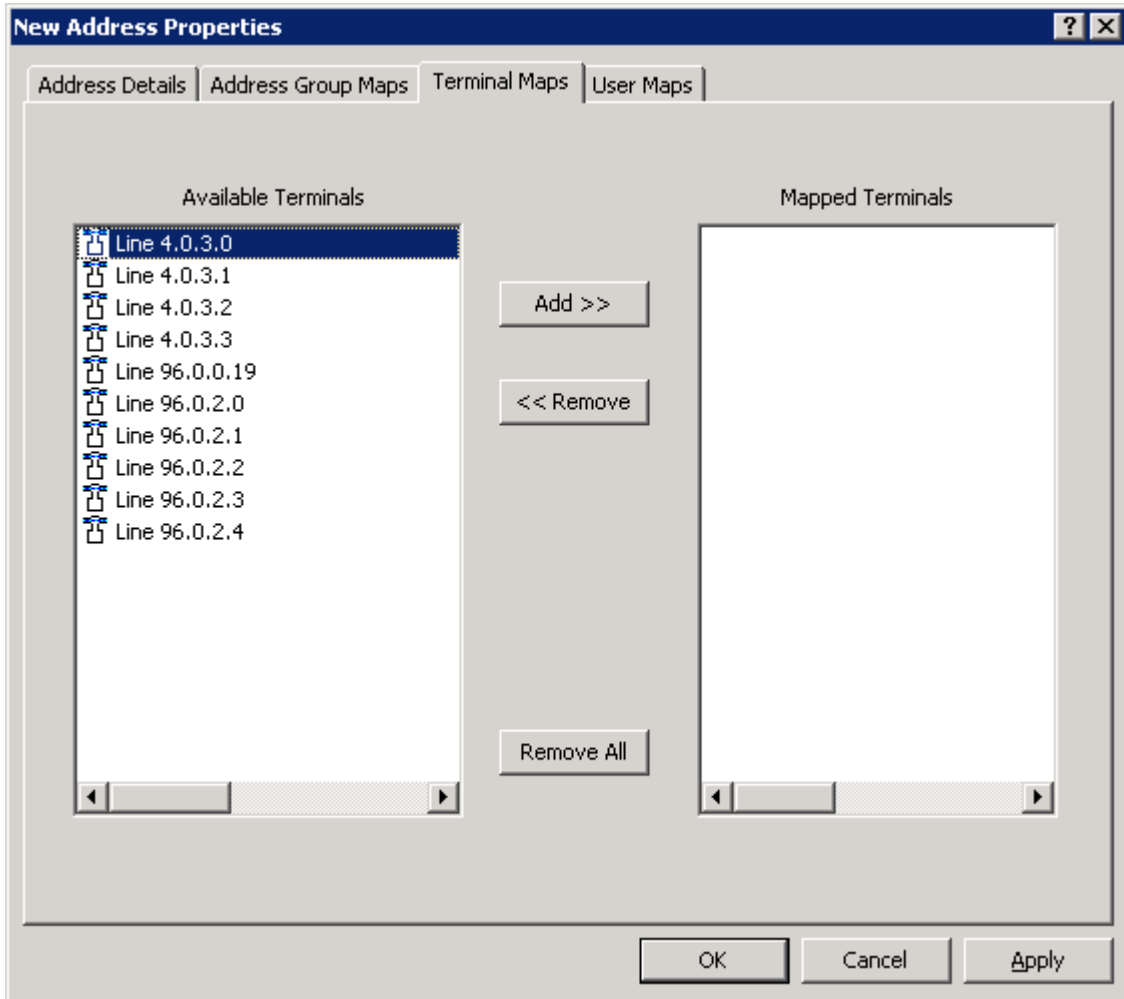 New Address Properties
Address Details
Address Group Maps
Terminal Maps
User Maps
Available Terminals
Mapped Terminals
Line 4.0.3.0
Line 4.0.3.1
Line 4.0.3.2
Line 4.0.3.3
Line 96.0.0.19
Line 96.0.2.0
Line 96.0.2.1
Line 96.0.2.2
Line 96.0.2.3
Line 96.0.2.4
Add >>
<< Remove
Remove All
OK
Cancel
Apply